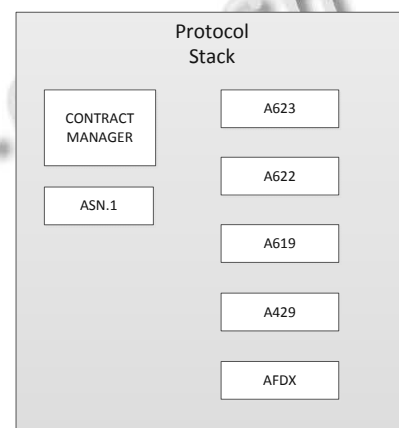 Protocol
Stack
CONTRACT
MANAGER
ASN.1
A623
A622
A619
A429
AFDX